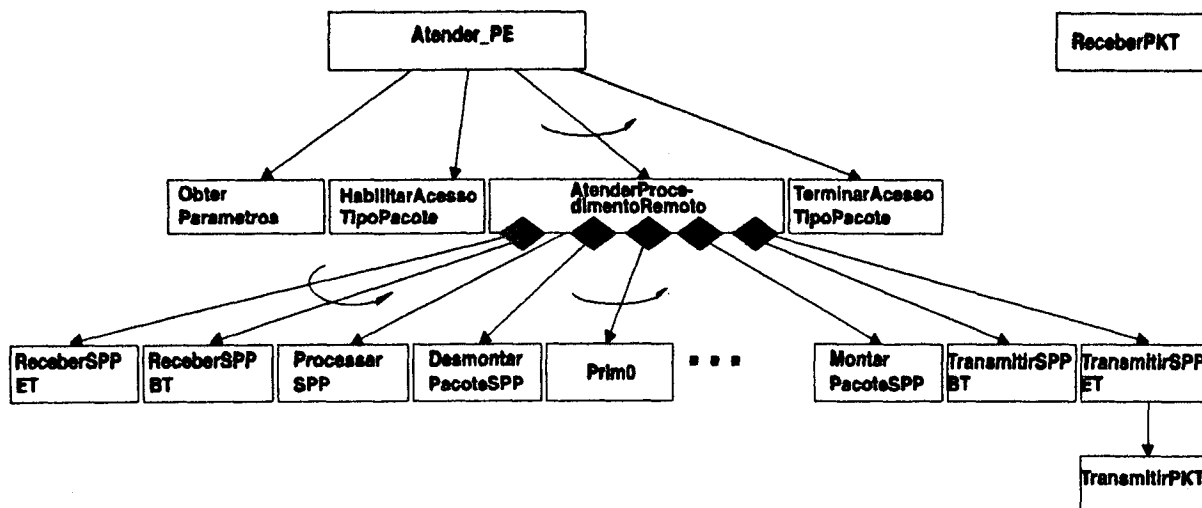 Atender_PE
ReceberPKT
Obter
Parametros
HabilitarAcesso
TipoPacote
AtenderProce-
dimentoRemoto
TerminarAcesso
TipoPacote
ReceberSPP
ET
ReceberSPP
BT
Processar
SPP
Desmontar
PacoteSPP
Prim0
Montar
PacoteSPP
TransmitirSPP
BT
TransmitirSPP
ET
TransmitirPKT